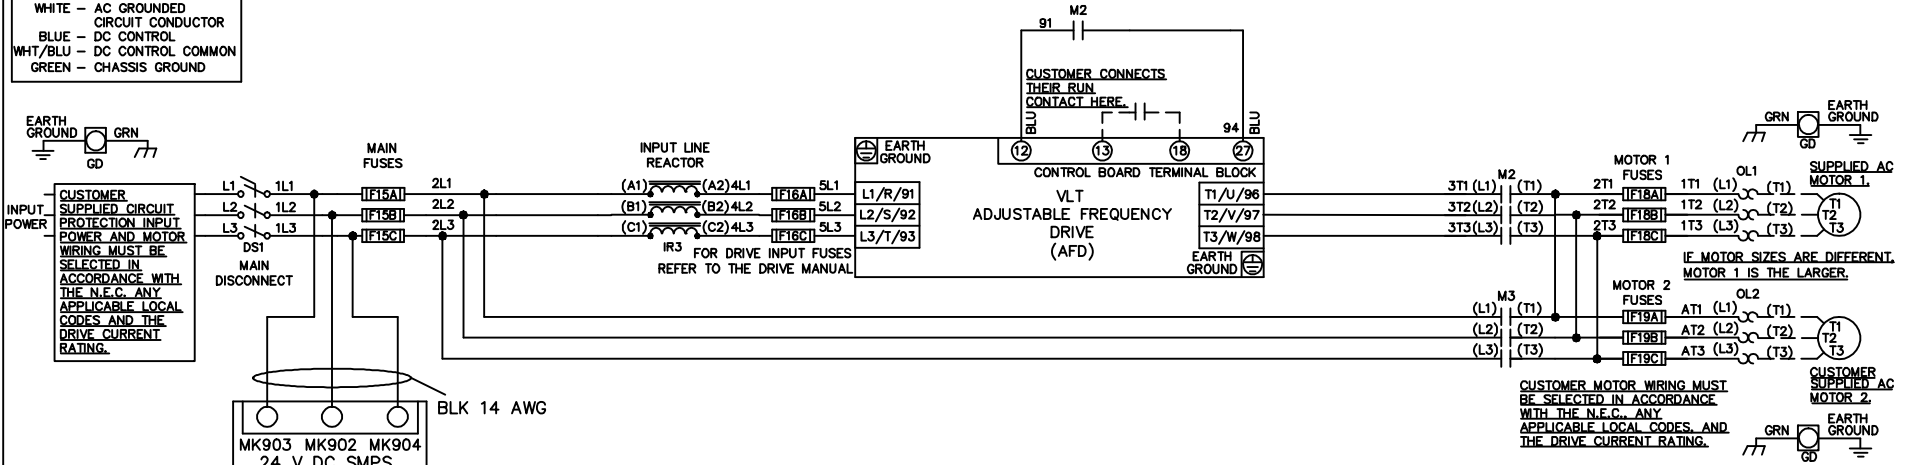 WHITE – AC GROUNDED
CIRCUIT CONDUCTOR
BLUE – DC CONTROL
WHT/BLU – DC CONTROL COMMON
GREEN – CHASSIS GROUND
EARTH
GROUND
GRN
GD
INPUT
POWER
CUSTOMER
SUPPLIED CIRCUIT
PROTECTION INPUT
POWER AND MOTOR
WIRING MUST BE
SELECTED IN
ACCORDANCE WITH
THE N.E.C. ANY
APPLICABLE LOCAL
CODES AND THE
DRIVE CURRENT
RATING.
L1 1L1
L2 1L2
L3 1L3
DS1
MAIN
DISCONNECT
MAIN
FUSES
F15A 2L1
F15B 2L2
F15C 2L3
MK903 MK902 MK904
24 V DC SMPS
BLK 14 AWG
INPUT LINE
REACTOR
(A1) (A2) 4L1 F16A 5L1
(B1) (B2) 4L2 F16B 5L2
(C1) (C2) 4L3 F16C 5L3
IR3
FOR DRIVE INPUT FUSES
REFER TO THE DRIVE MANUAL
M2
91
CUSTOMER CONNECTS
THEIR RUN
CONTACT HERE.
BLU
94 BLU
12 13 18 27
CONTROL BOARD TERMINAL BLOCK
EARTH
GROUND
L1/R/91
L2/S/92
L3/T/93
VLT
ADJUSTABLE FREQUENCY
DRIVE
(AFD)
T1/U/96
T2/V/97
T3/W/98
EARTH
GROUND
M2
3T1 (L1) (T1)
3T2(L2) (T2)
3T3(L3) (T3)
M3
(L1) (T1)
(L2) (T2)
(L3) (T3)
MOTOR 1
FUSES
2T1 F18A 1T1 (L1) (T1)
2T2 F18B 1T2 (L2) (T2)
2T3 F18C 1T3 (L3) (T3)
OL1
GRN
EARTH
GROUND
GD
SUPPLIED AC
MOTOR 1.
T1
T2
T3
IF MOTOR SIZES ARE DIFFERENT,
MOTOR 1 IS THE LARGER.
MOTOR 2
FUSES
OL2
F19A AT1 (L1) (T1)
F19B AT2 (L2) (T2)
F19C AT3 (L3) (T3)
T1
T2
T3
CUSTOMER
SUPPLIED AC
MOTOR 2.
CUSTOMER MOTOR WIRING MUST
BE SELECTED IN ACCORDANCE
WITH THE N.E.C., ANY
APPLICABLE LOCAL CODES, AND
THE DRIVE CURRENT RATING.
GRN
EARTH
GROUND
GD